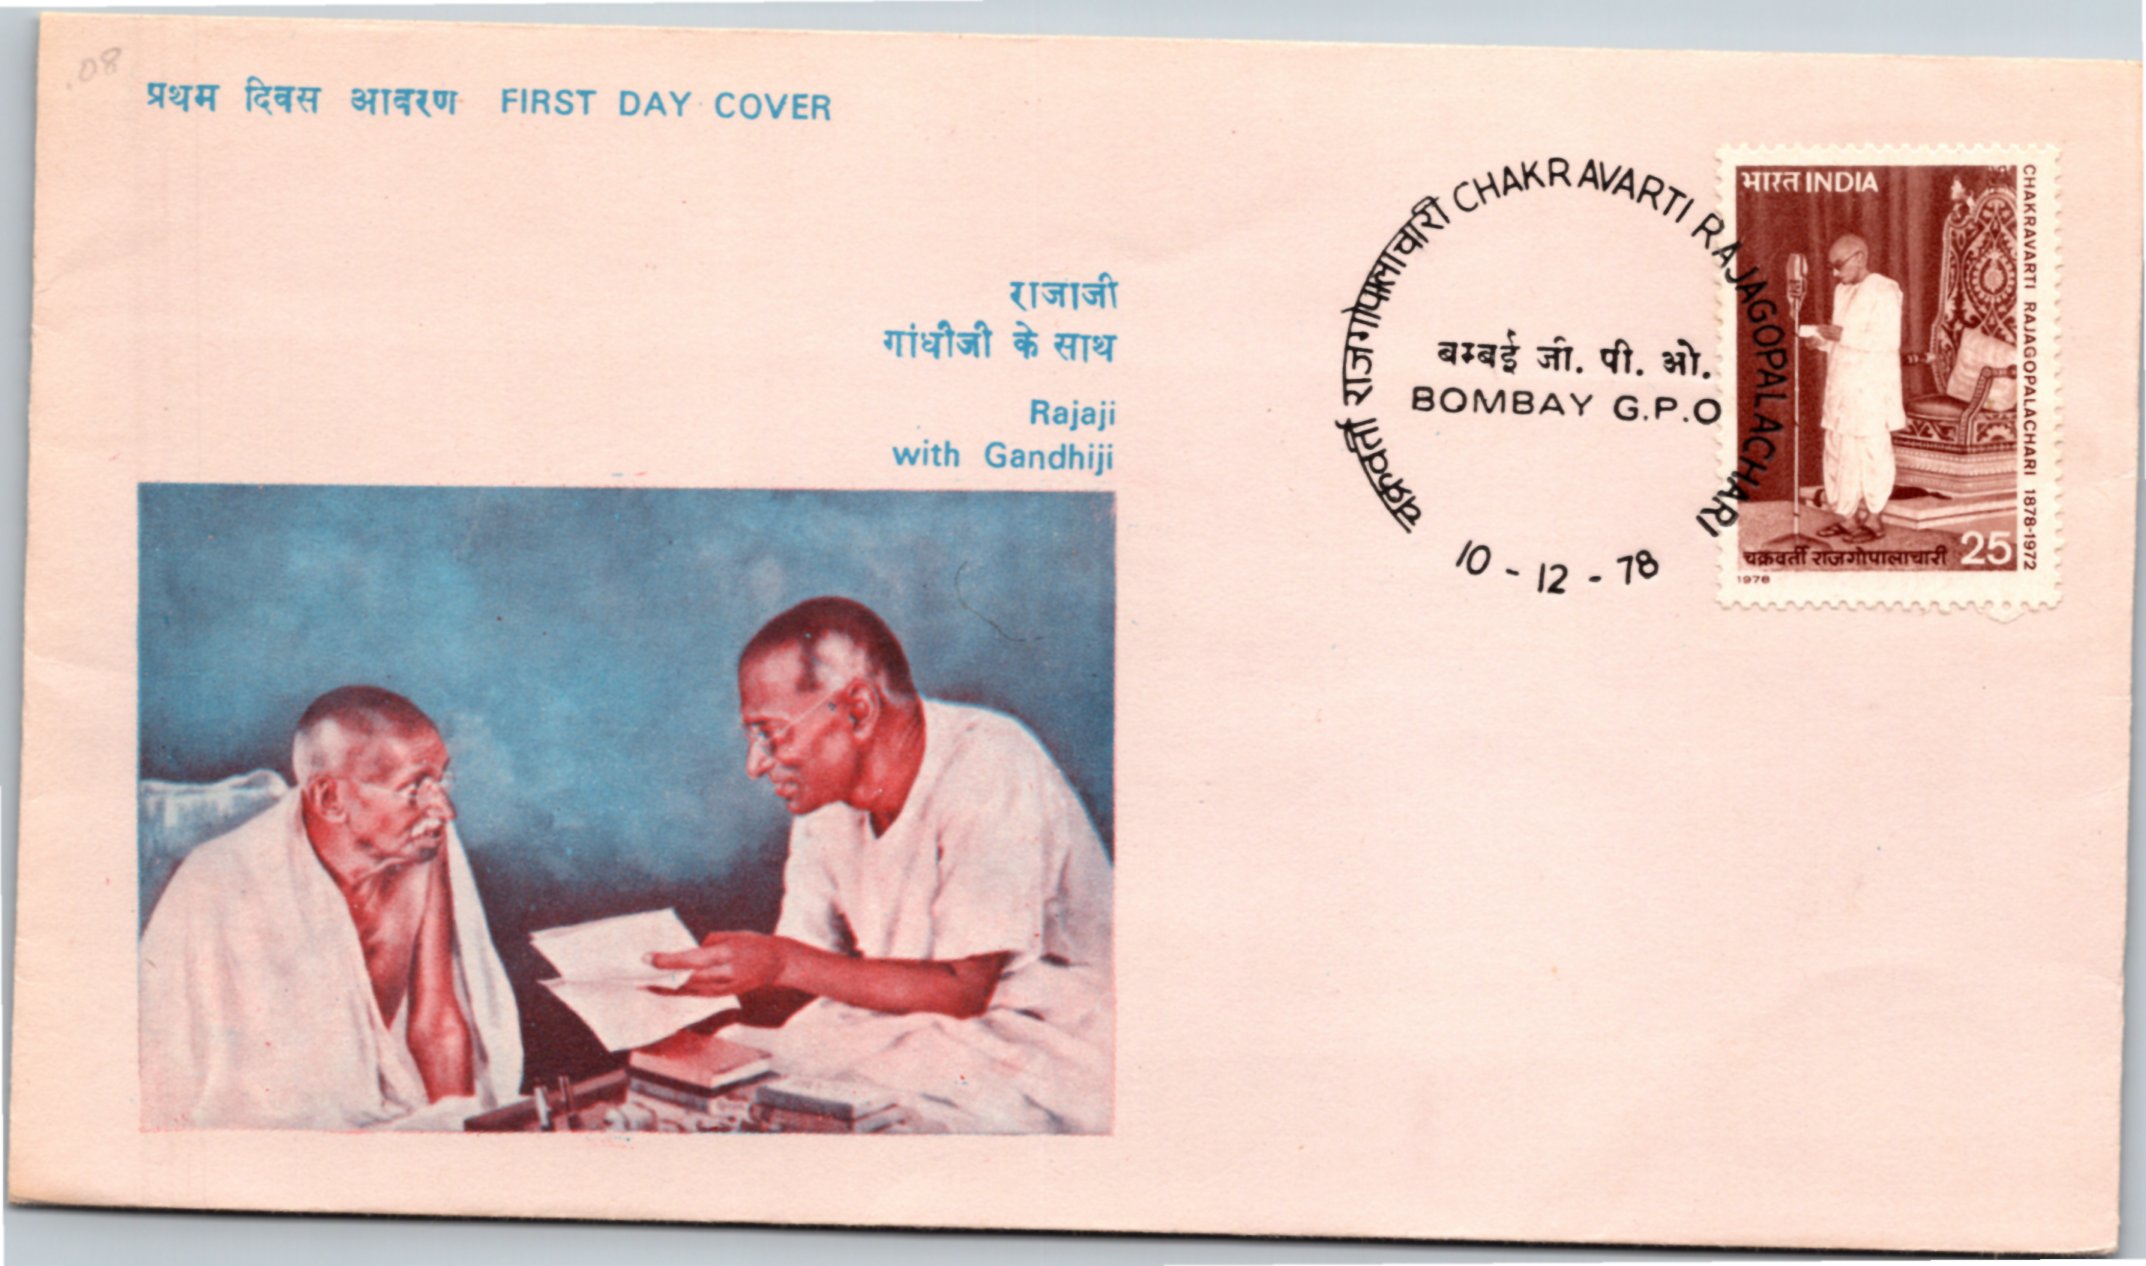 .08
प्रथम दिवस आवरण FIRST DAY COVER
राजाजी
गांधीजी के साथ
Rajaji
with Gandhiji
चक्रवर्ती राजगोपालाचारी CHAKRAVARTI RAJAGOPALACHARI
बम्बई जी. पी. ओ.
BOMBAY G.P.O
10 - 12 - 78
भारत INDIA
CHAKRAVARTI RAJAGOPALACHARI 1878-1972
चक्रवर्ती राजगोपालाचारी 25
1978